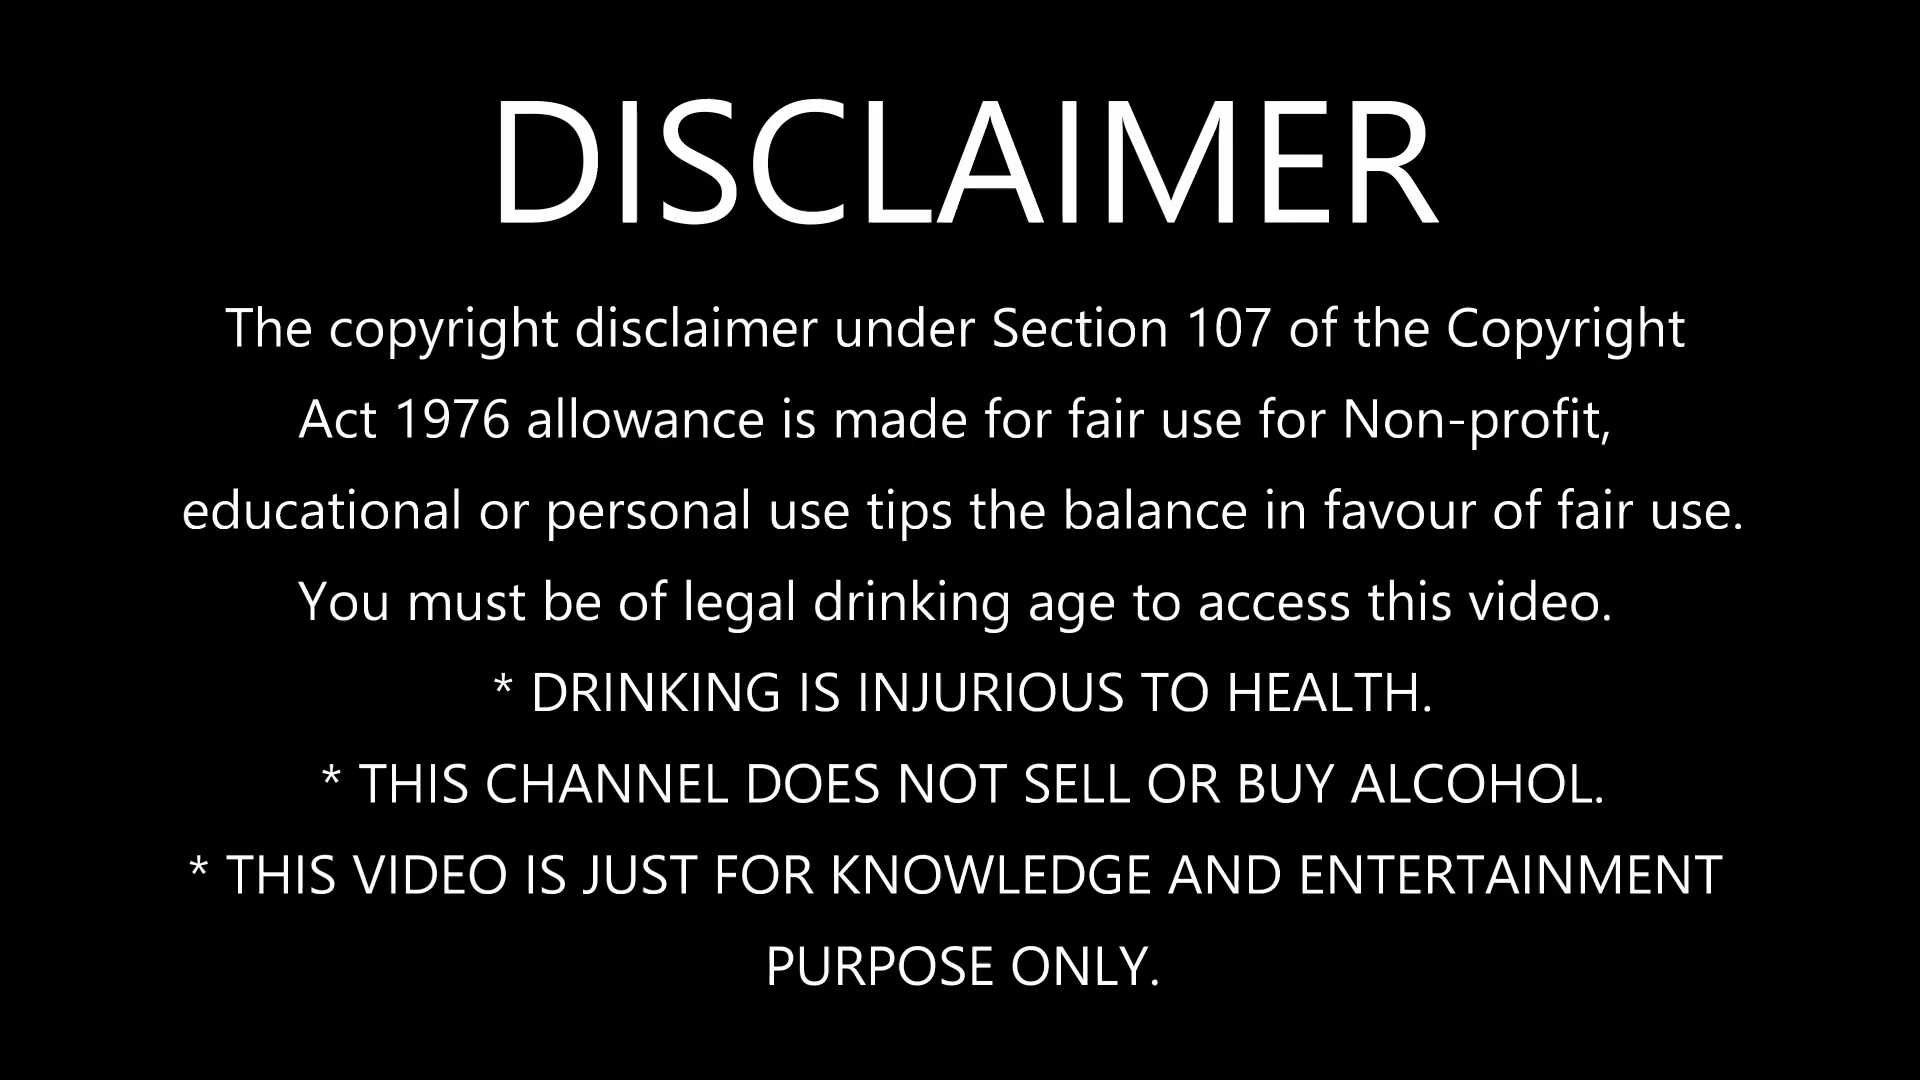 DISCLAIMER
The copyright disclaimer under Section 107 of the Copyright
Act 1976 allowance is made for fair use for Non-profit,
educational or personal use tips the balance in favour of fair use.
You must be of legal drinking age to access this video.
* DRINKING IS INJURIOUS TO HEALTH.
* THIS CHANNEL DOES NOT SELL OR BUY ALCOHOL.
* THIS VIDEO IS JUST FOR KNOWLEDGE AND ENTERTAINMENT
PURPOSE ONLY.